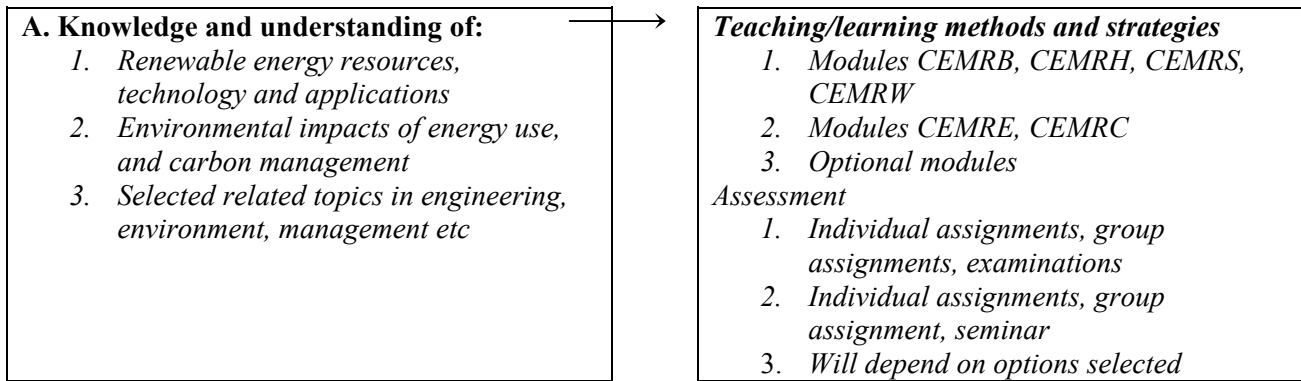 A. Knowledge and understanding of:
1. Renewable energy resources,
technology and applications
2. Environmental impacts of energy use,
and carbon management
3. Selected related topics in engineering,
environment, management etc
Teaching/learning methods and strategies
1. Modules CEMRB, CEMRH, CEMRS,
CEMRW
2. Modules CEMRE, CEMRC
3. Optional modules
Assessment
1. Individual assignments, group
assignments, examinations
2. Individual assignments, group
assignment, seminar
3. Will depend on options selected